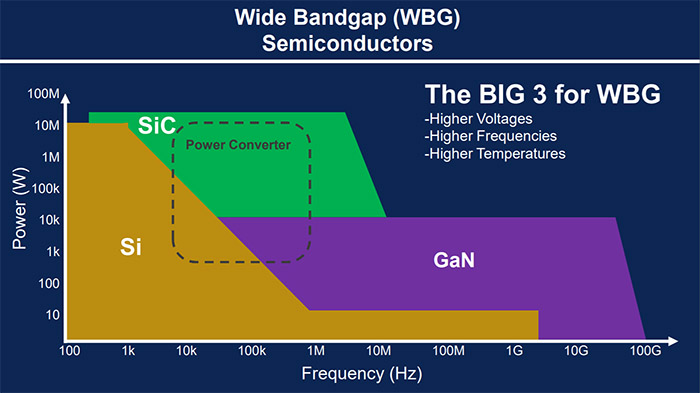 Wide Bandgap (WBG)
Semiconductors
The BIG 3 for WBG
-Higher Voltages
-Higher Frequencies
-Higher Temperatures
Power (W)
100M
10M
1M
100k
10k
1k
100
10
SiC
Power Converter
Si
GaN
100 1k 10k 100k 1M 10M 100M 1G 10G 100G
Frequency (Hz)